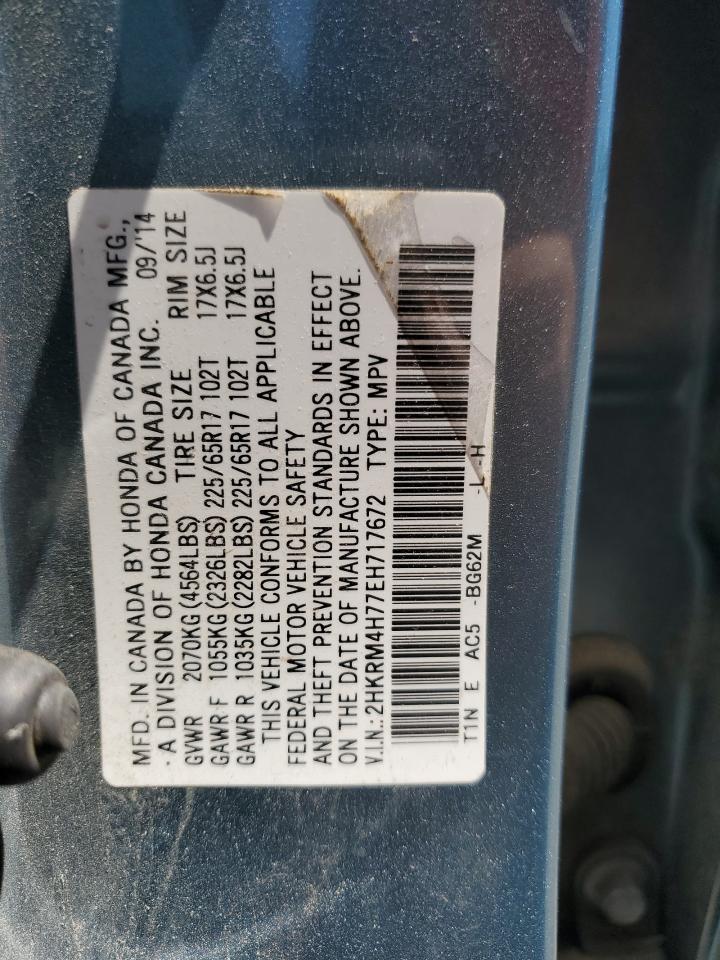 MFD. IN CANADA BY HONDA OF CANADA MFG.,
· A DIVISION OF HONDA CANADA INC. 09/'14
GVWR 2070KG(4564LBS) TIRE SIZE RIM SIZE
GAWR F 1055KG(2326LBS) 225/65R17 102T 17X6.5J
GAWR R 1035KG(2282LBS) 225/65R17 102T 17X6.5J
THIS VEHICLE CONFORMS TO ALL APPLICABLE
FEDERAL MOTOR VEHICLE SAFETY
AND THEFT PREVENTION STANDARDS IN EFFECT
ON THE DATE OF MANUFACTURE SHOWN ABOVE.
V.I.N.: 2HKRM4H77EH717672 TYPE: MPV
T1N E AC5 -BG62M -L -H